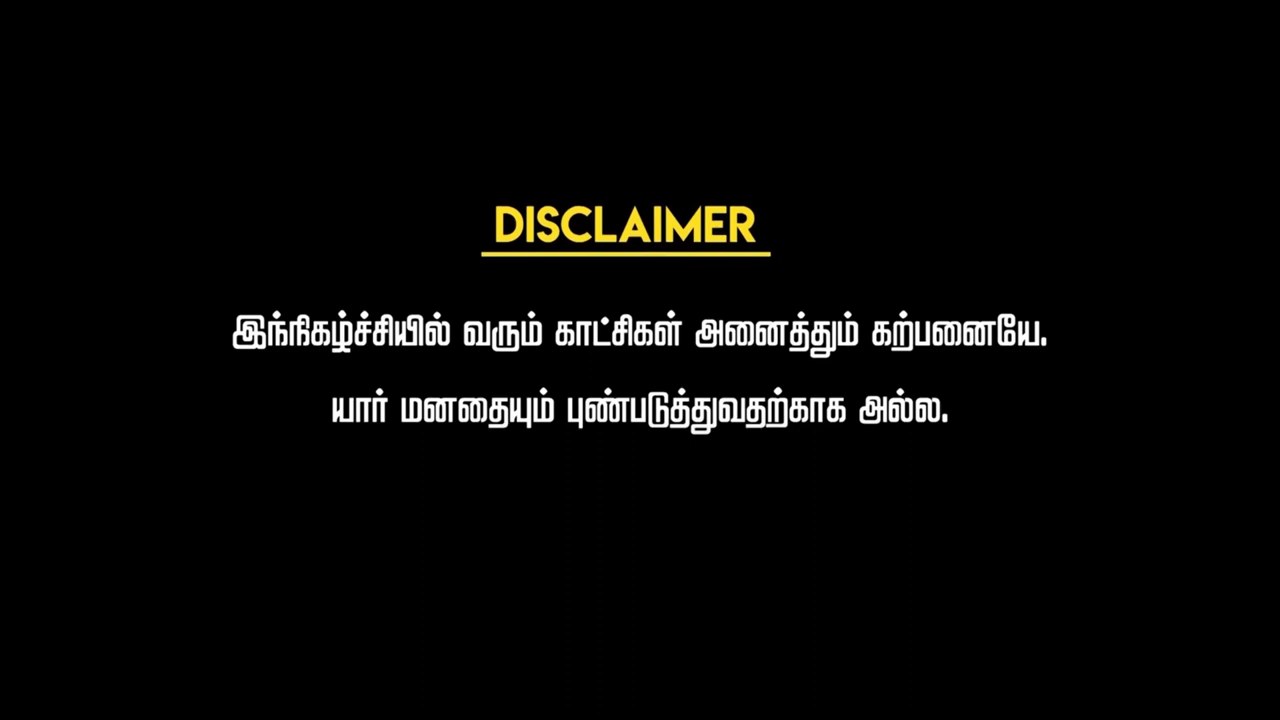 DISCLAIMER
இந்நிகழ்ச்சியில் வரும் காட்சிகள் அனைத்தும் கற்பனையே.
யார் மனதையும் புண்படுத்துவதற்காக அல்ல.